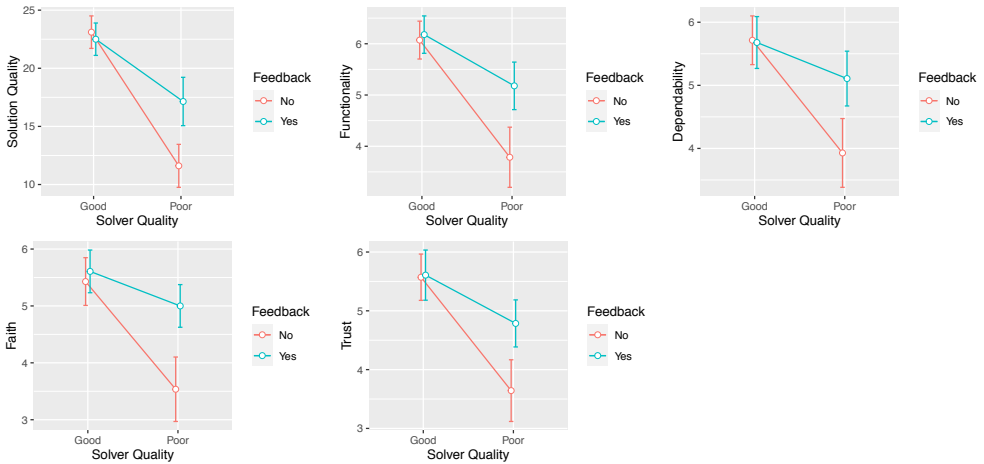 Solution Quality
25
20
15
10
Good
Poor
Solver Quality
Feedback
No
Yes
Functionality
6
5
4
Good
Poor
Solver Quality
Feedback
No
Yes
Dependability
6
5
4
Good
Poor
Solver Quality
Feedback
No
Yes
Faith
6
5
4
3
Good
Poor
Solver Quality
Feedback
No
Yes
Trust
6
5
4
3
Good
Poor
Solver Quality
Feedback
No
Yes